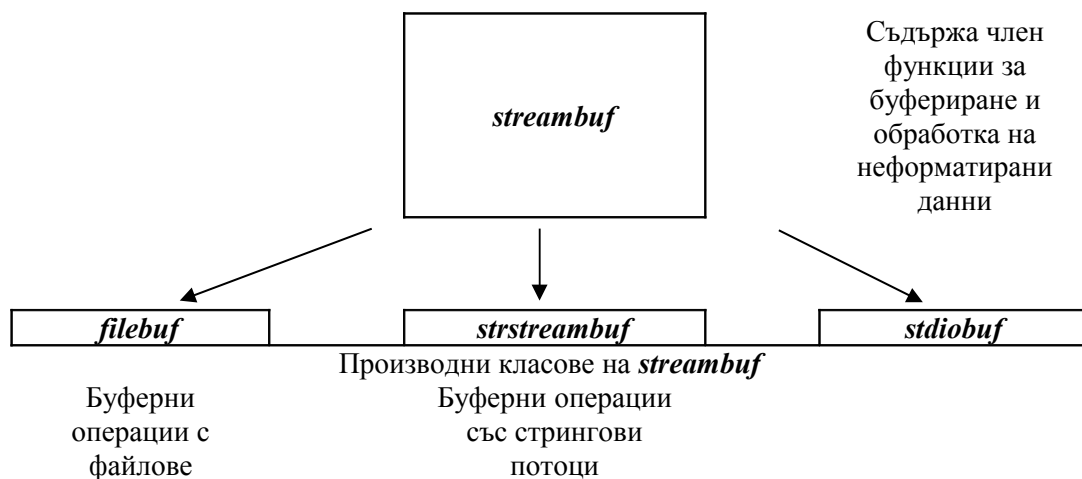 Съдържа член
функции за
буфериране и
обработка на
неформатирани
данни
streambuf
filebuf
strstreambuf
stdiobuf
Производни класове на streambuf
Буферни
операции с
файлове
Буферни операции
със стрингови
потоци